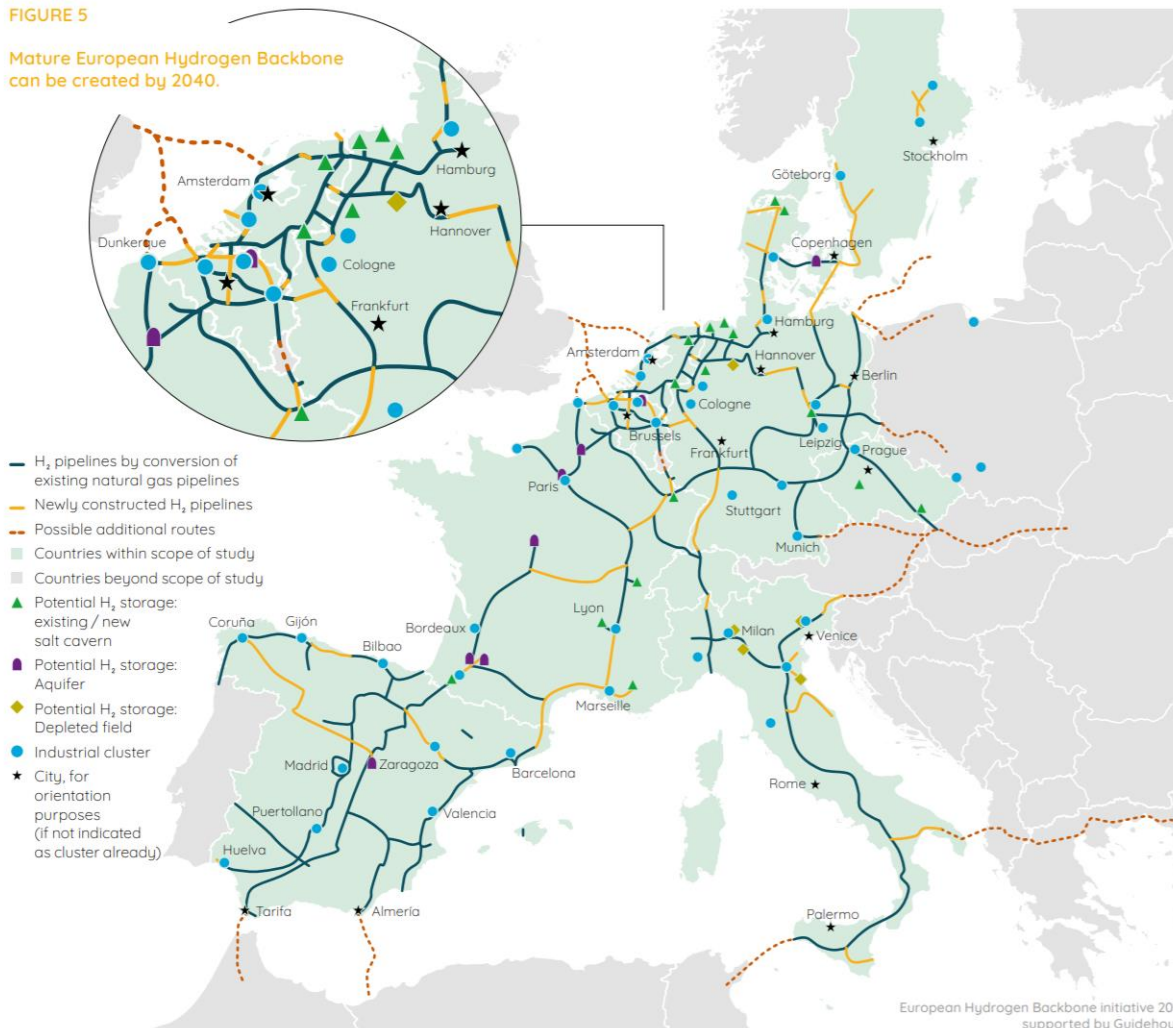 FIGURE 5
Mature European Hydrogen Backbone
can be created by 2040.
Amsterdam
Hamburg
Hannover
Dunkerque
Cologne
Frankfurt
H₂ pipelines by conversion of
existing natural gas pipelines
Newly constructed H₂ pipelines
Possible additional routes
Countries within scope of study
Countries beyond scope of study
Potential H₂ storage:
existing / new
salt cavern
Potential H₂ storage:
Aquifer
Potential H₂ storage:
Depleted field
Industrial cluster
City, for
orientation
purposes
(if not indicated
as cluster already)
Stockholm
Göteborg
Copenhagen
Hamburg
Amsterdam
Hannover
Berlin
Cologne
Brussels
Leipzig
Frankfurt
Prague
Paris
Stuttgart
Munich
Lyon
Bordeaux
Milan
Venice
Coruña
Gijón
Bilbao
Marseille
Madrid
Zaragoza
Barcelona
Rome
Puertollano
Valencia
Huelva
Tarifa
Almería
Palermo
European Hydrogen Backbone initiative 20
supported by